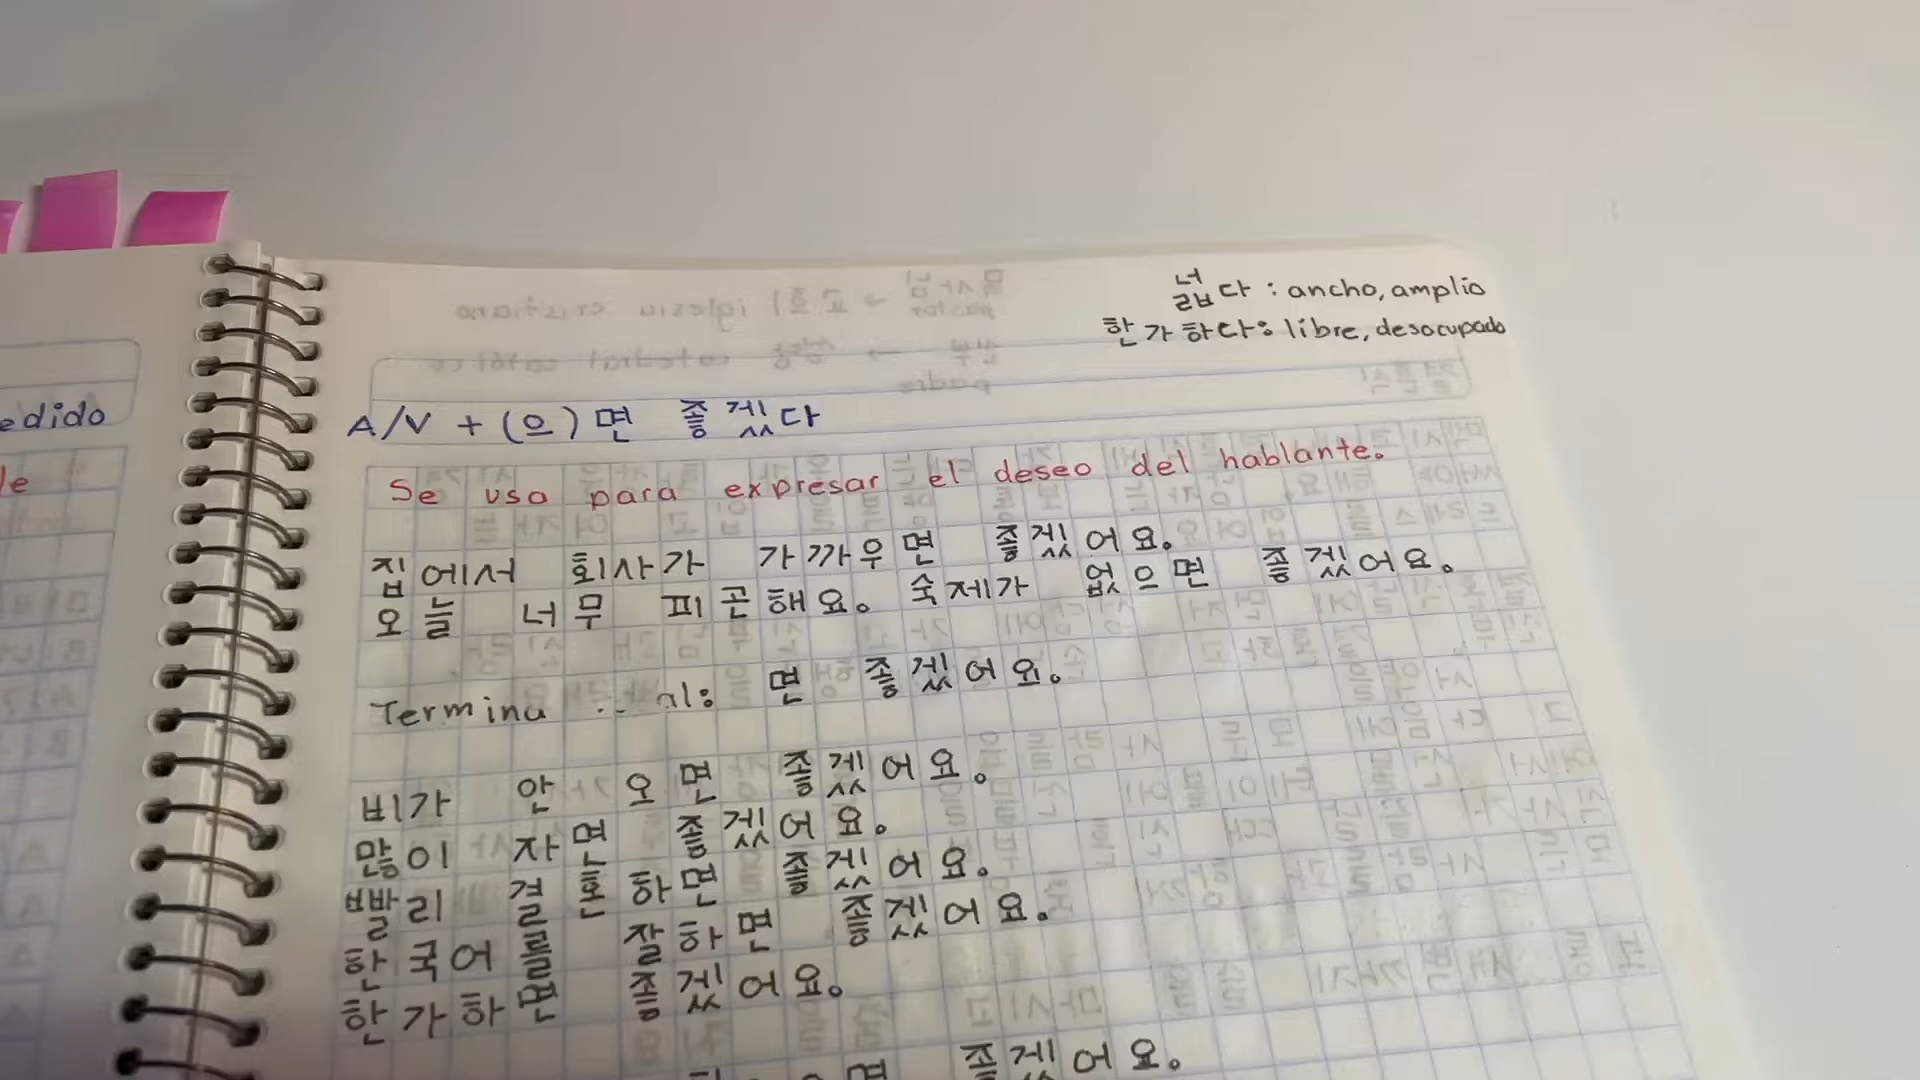 넓다 : ancho, amplio
한가하다: libre, desocupado
edido
le
A/V + (으)면 좋겠다
Se usa para expresar el deseo del hablante.
집에서 회사가 가까우면 좋겠어요.
오늘 너무 피곤해요. 숙제가 없으면 좋겠어요.
Termina 면 좋겠어요.
비가 안 오면 좋겠어요.
많이 자면 좋겠어요.
빨리 결혼하면 좋겠어요.
한국어를 잘하면 좋겠어요.
한가하면 좋겠어요.
면 좋겠어요.